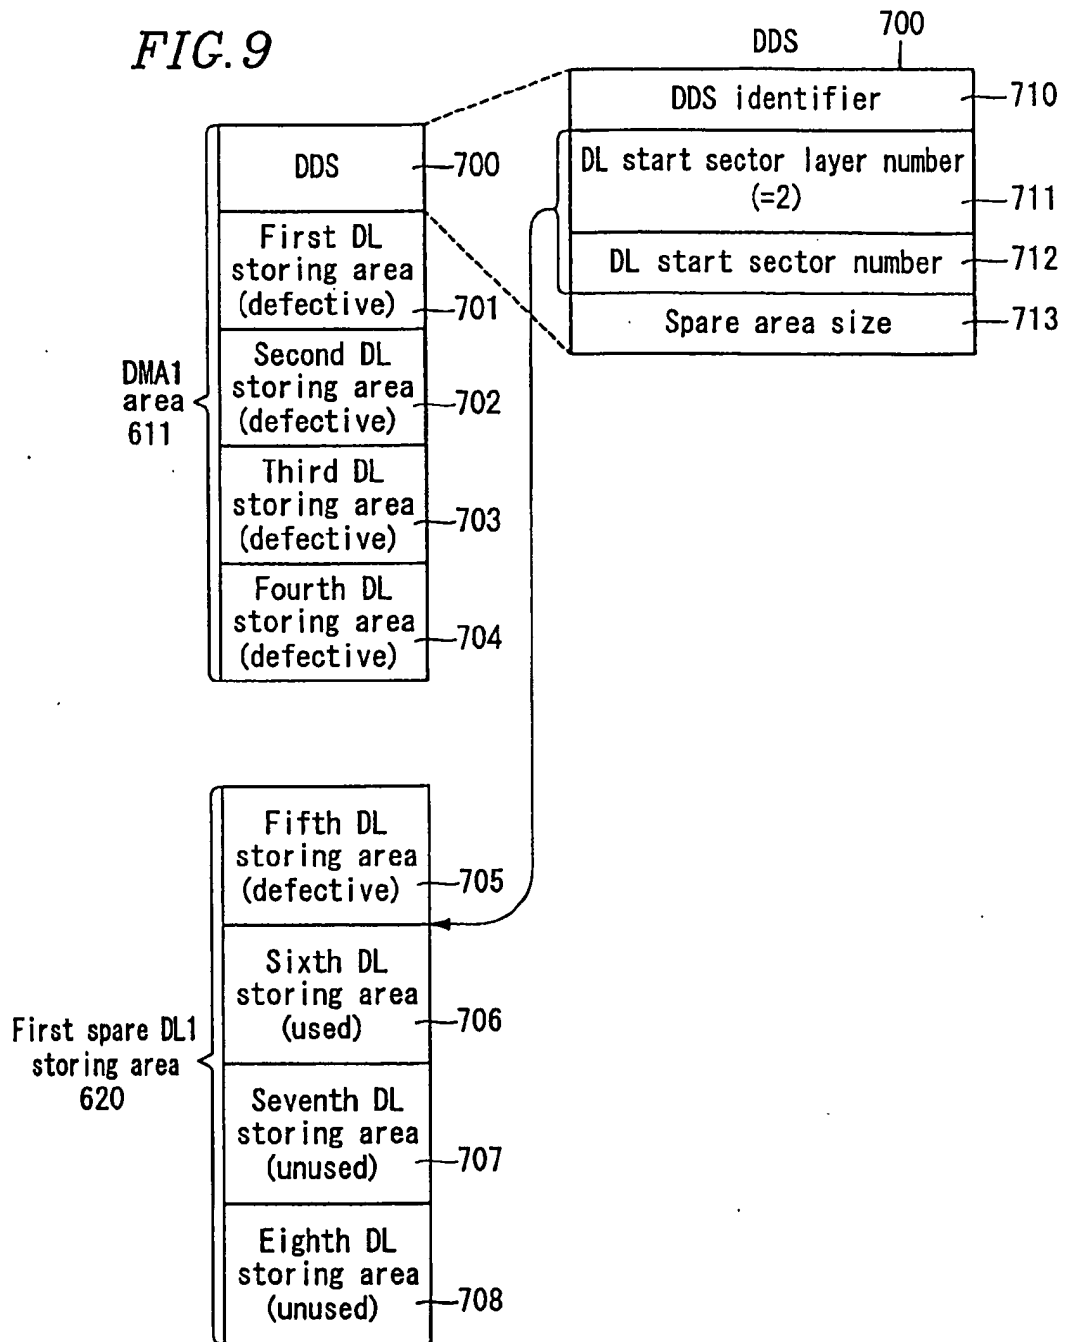 FIG. 9
DDS
700
DDS identifier
710
DL start sector layer number
(=2)
711
DL start sector number
712
Spare area size
713
DDS
700
First DL
storing area
(defective)
701
Second DL
storing area
(defective)
702
Third DL
storing area
(defective)
703
Fourth DL
storing area
(defective)
704
DMA1
area
611
Fifth DL
storing area
(defective)
705
Sixth DL
storing area
(used)
706
Seventh DL
storing area
(unused)
707
Eighth DL
storing area
(unused)
708
First spare DL1
storing area
620